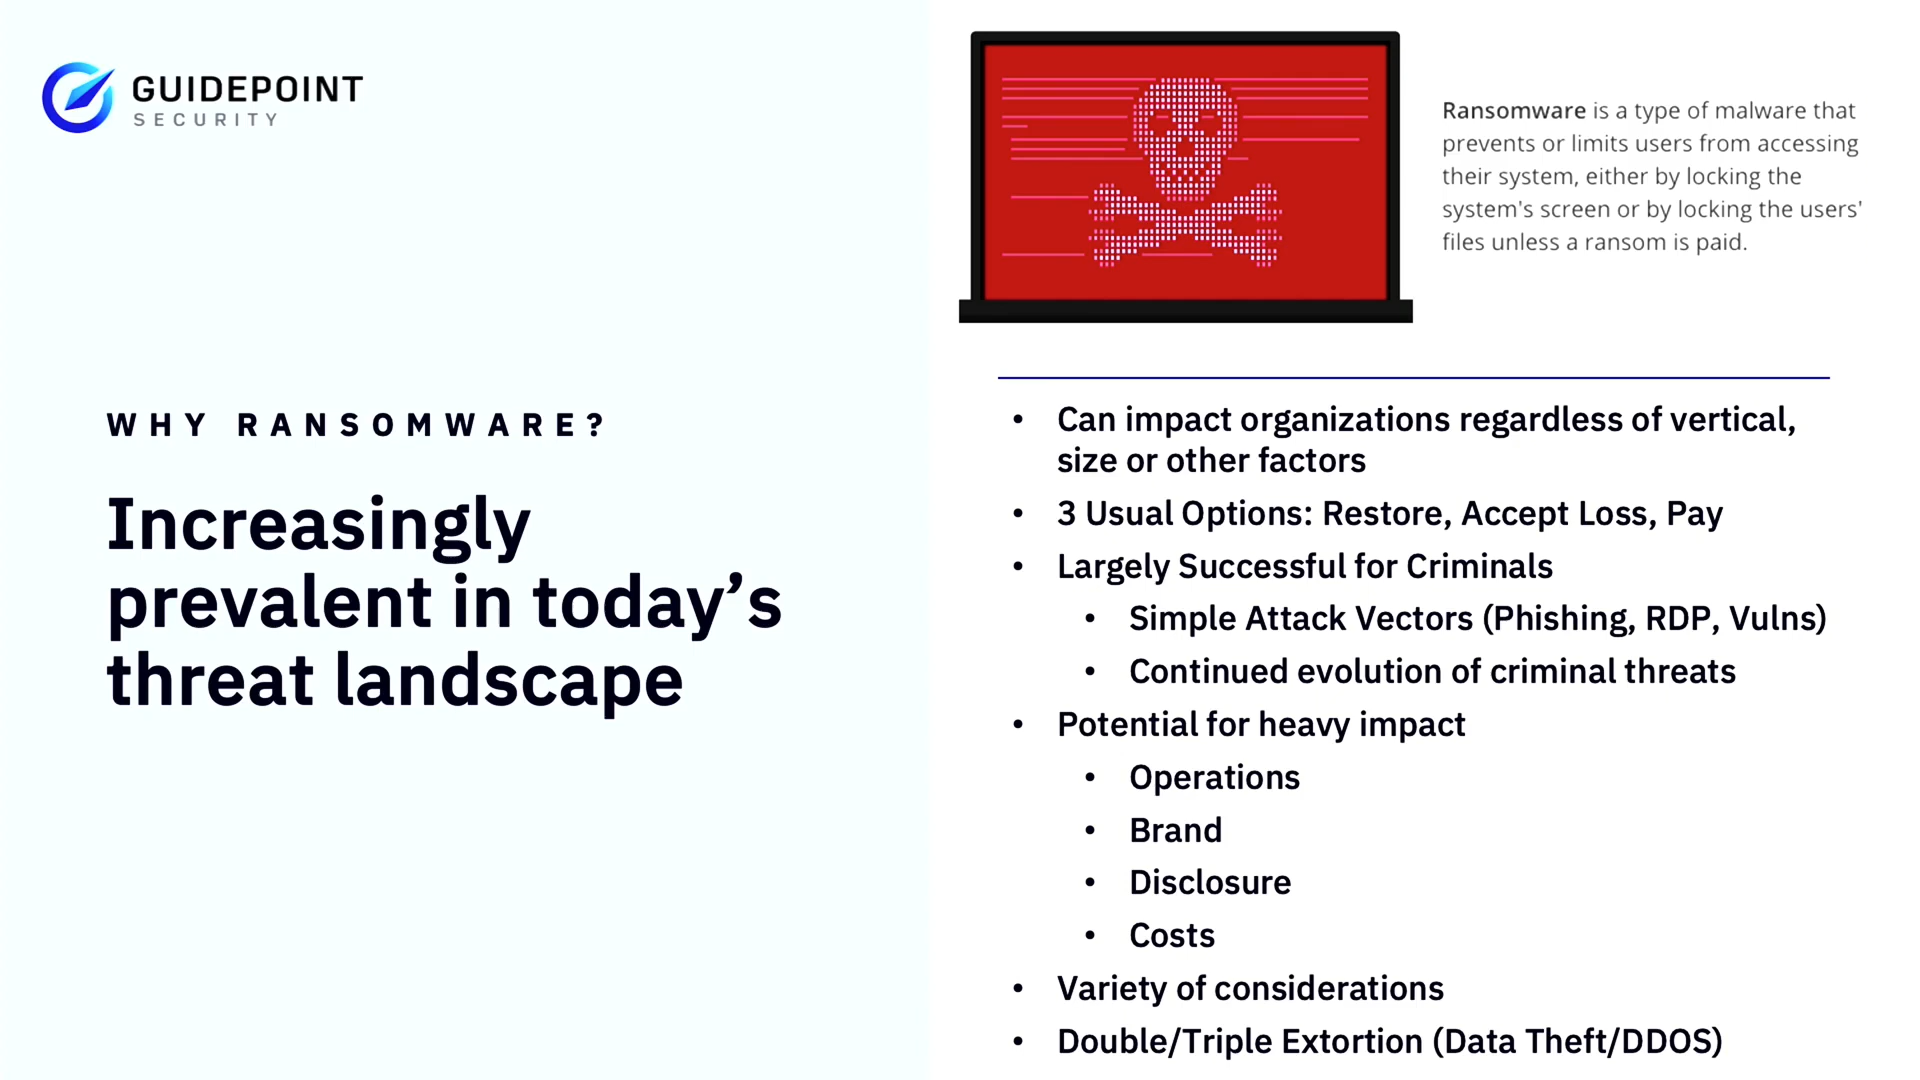 GUIDEPOINT
SECURITY
WHY RANSOMWARE?
Increasingly
prevalent in today’s
threat landscape
Ransomware is a type of malware that
prevents or limits users from accessing
their system, either by locking the
system's screen or by locking the users'
files unless a ransom is paid.
• Can impact organizations regardless of vertical,
size or other factors
• 3 Usual Options: Restore, Accept Loss, Pay
• Largely Successful for Criminals
• Simple Attack Vectors (Phishing, RDP, Vulns)
• Continued evolution of criminal threats
• Potential for heavy impact
• Operations
• Brand
• Disclosure
• Costs
• Variety of considerations
• Double/Triple Extortion (Data Theft/DDOS)